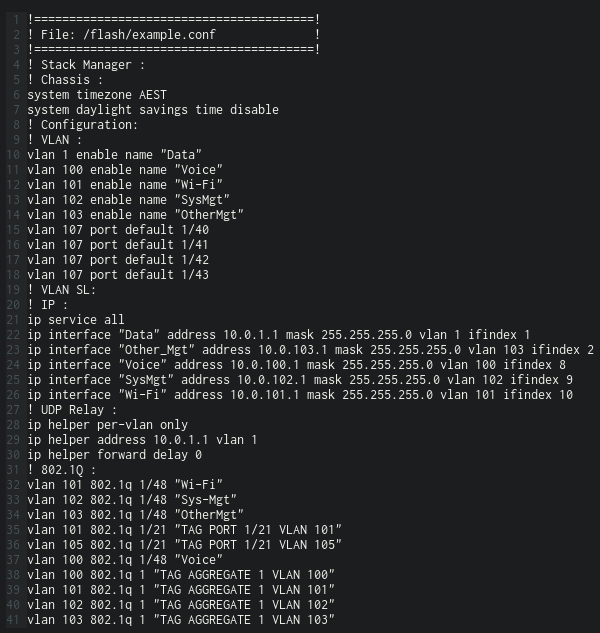 1 !========================================!
2 ! File: /flash/example.conf !
3 !========================================!
4 ! Stack Manager :
5 ! Chassis :
6 system timezone AEST
7 system daylight savings time disable
8 ! Configuration:
9 ! VLAN :
10 vlan 1 enable name "Data"
11 vlan 100 enable name "Voice"
12 vlan 101 enable name "Wi-Fi"
13 vlan 102 enable name "SysMgt"
14 vlan 103 enable name "OtherMgt"
15 vlan 107 port default 1/40
16 vlan 107 port default 1/41
17 vlan 107 port default 1/42
18 vlan 107 port default 1/43
19 ! VLAN SL:
20 ! IP :
21 ip service all
22 ip interface "Data" address 10.0.1.1 mask 255.255.255.0 vlan 1 ifindex 1
23 ip interface "Other_Mgt" address 10.0.103.1 mask 255.255.255.0 vlan 103 ifindex 2
24 ip interface "Voice" address 10.0.100.1 mask 255.255.255.0 vlan 100 ifindex 8
25 ip interface "SysMgt" address 10.0.102.1 mask 255.255.255.0 vlan 102 ifindex 9
26 ip interface "Wi-Fi" address 10.0.101.1 mask 255.255.255.0 vlan 101 ifindex 10
27 ! UDP Relay :
28 ip helper per-vlan only
29 ip helper address 10.0.1.1 vlan 1
30 ip helper forward delay 0
31 ! 802.1Q :
32 vlan 101 802.1q 1/48 "Wi-Fi"
33 vlan 102 802.1q 1/48 "Sys-Mgt"
34 vlan 103 802.1q 1/48 "OtherMgt"
35 vlan 101 802.1q 1/21 "TAG PORT 1/21 VLAN 101"
36 vlan 105 802.1q 1/21 "TAG PORT 1/21 VLAN 105"
37 vlan 100 802.1q 1/48 "Voice"
38 vlan 100 802.1q 1 "TAG AGGREGATE 1 VLAN 100"
39 vlan 101 802.1q 1 "TAG AGGREGATE 1 VLAN 101"
40 vlan 102 802.1q 1 "TAG AGGREGATE 1 VLAN 102"
41 vlan 103 802.1q 1 "TAG AGGREGATE 1 VLAN 103"